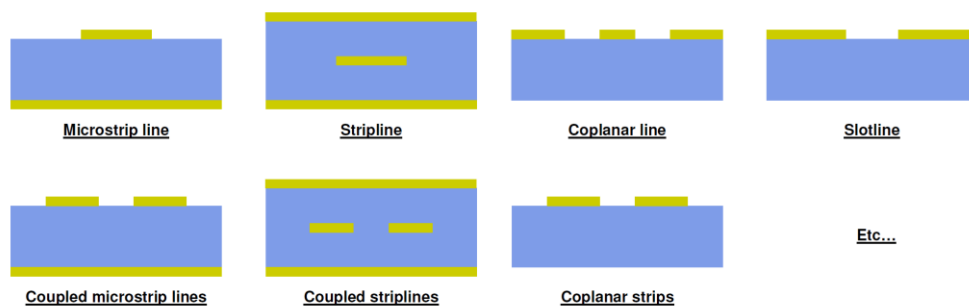 Microstrip line
Stripline
Coplanar line
Slotline
Coupled microstrip lines
Coupled striplines
Coplanar strips
Etc...